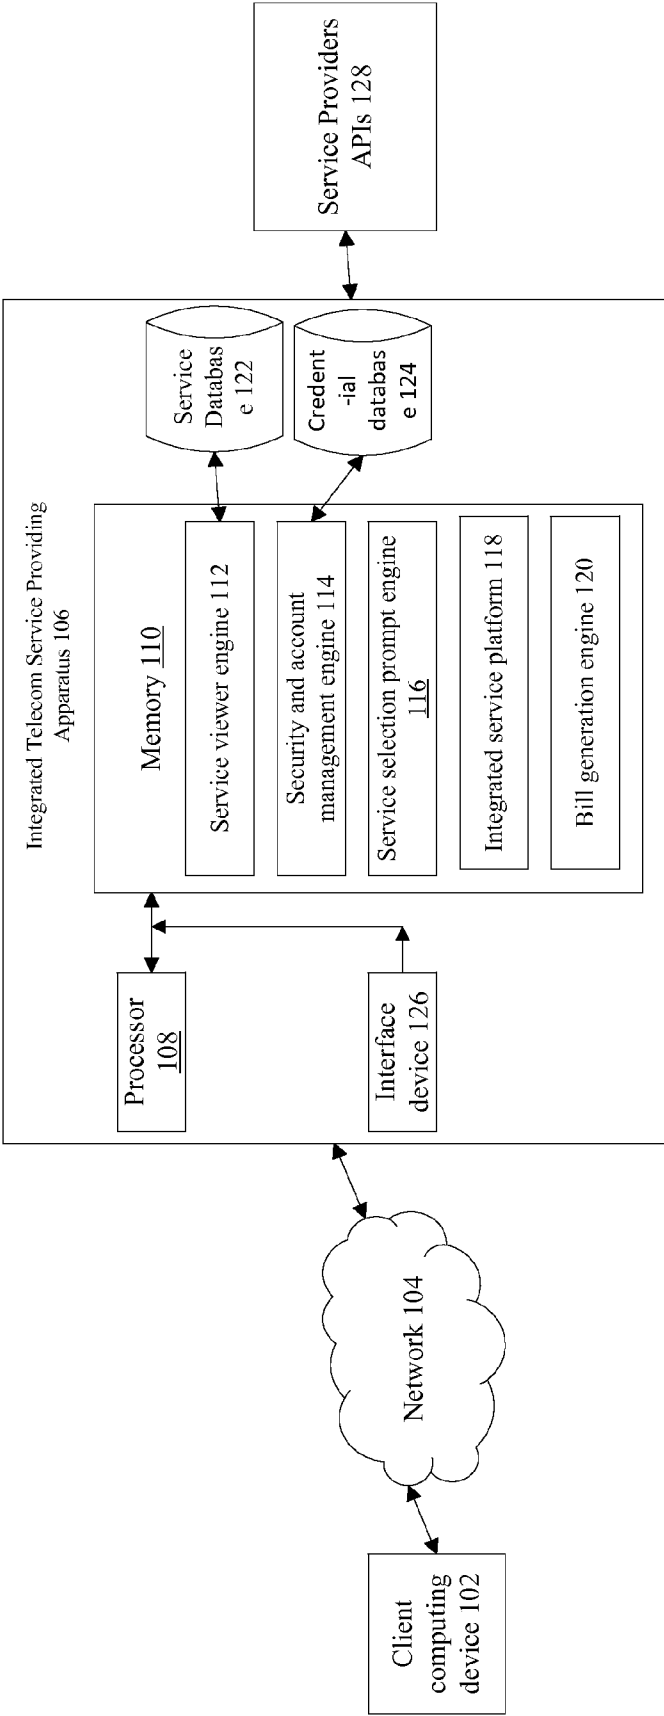 Integrated Telecom Service Providing
Apparatus 106
Client
computing
device 102
Network 104
Processor
108
Interface
device 126
Memory 110
Service viewer engine 112
Security and account
management engine 114
Service selection prompt engine
116
Integrated service platform 118
Bill generation engine 120
Service
Databas
e 122
Credent
-ial
databas
e 124
Service Providers
APIs 128